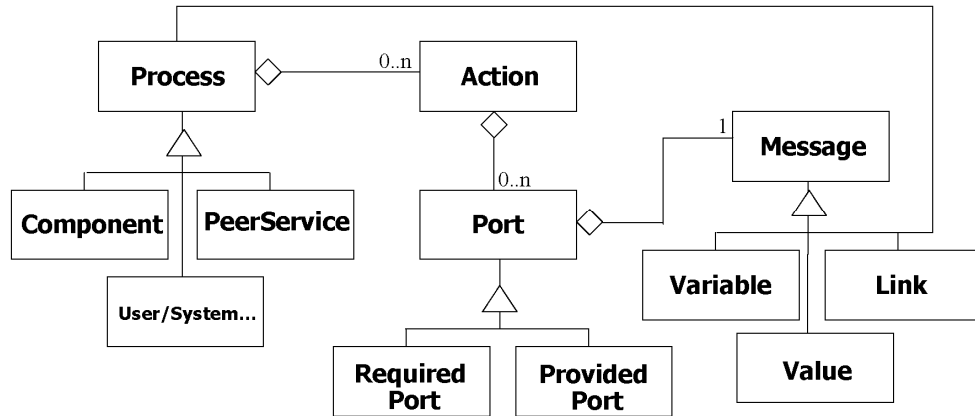 Process
0..n
Action
1
Message
0..n
Component
PeerService
Port
Variable
Link
User/System...
Required
Port
Provided
Port
Value